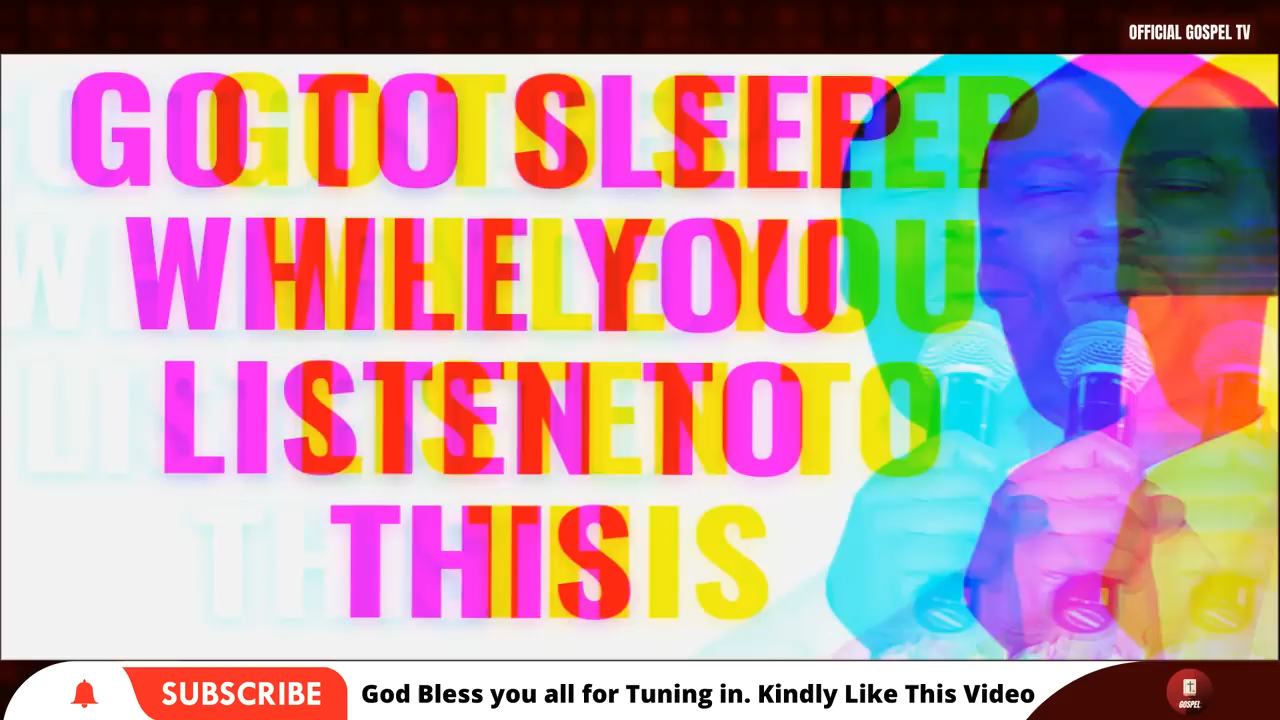 OFFICIAL GOSPEL TV
GO TO SLEEP
WHILE YOU
LISTEN TO
THIS
SUBSCRIBE
God Bless you all for Tuning in. Kindly Like This Video
GOSPEL